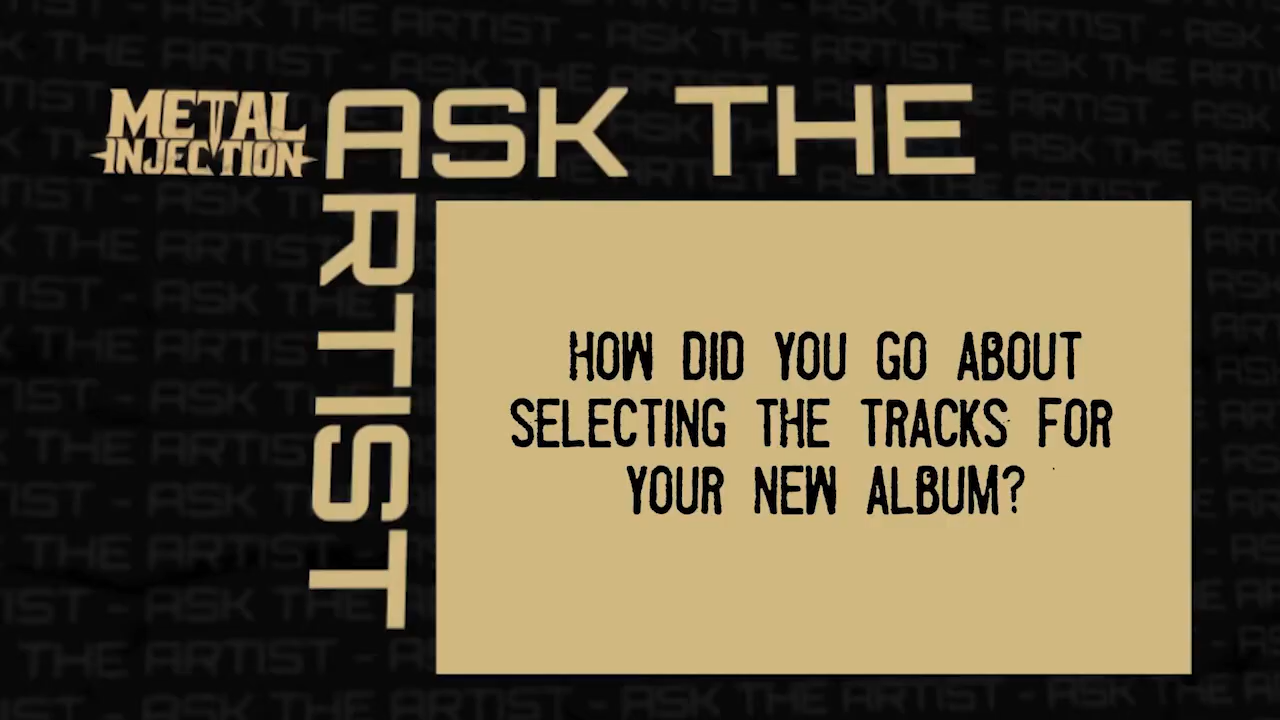 METAL
INJECTION
ASK THE
ARTIST
HOW DID YOU GO ABOUT
SELECTING THE TRACKS FOR
YOUR NEW ALBUM?